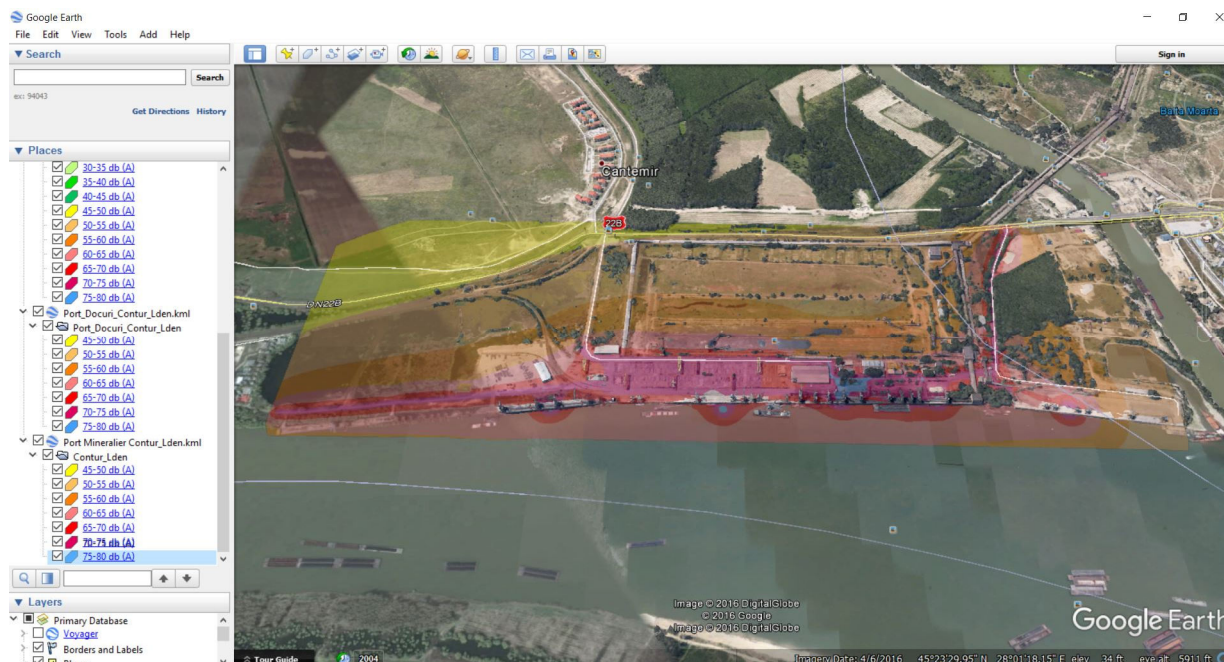 Google Earth
File Edit View Tools Add Help
▼ Search
Search
ex: 94043
Get Directions History
▼ Places
30-35 db (A)
35-40 db (A)
40-45 db (A)
45-50 db (A)
50-55 db (A)
55-60 db (A)
60-65 db (A)
65-70 db (A)
70-75 db (A)
75-80 db (A)
Port_Docuri_Contur_Lden.kml
Port_Docuri_Contur_Lden
45-50 db (A)
50-55 db (A)
55-60 db (A)
60-65 db (A)
65-70 db (A)
70-75 db (A)
75-80 db (A)
Port Mineralier Contur_Lden.kml
Contur_Lden
45-50 db (A)
50-55 db (A)
55-60 db (A)
60-65 db (A)
65-70 db (A)
70-75 db (A)
75-80 db (A)
▼ Layers
Primary Database
Voyager
Borders and Labels
Sign in
Cantemir
22B
DN22B
Image © 2016 DigitalGlobe
© 2016 Google
Image © 2016 DigitalGlobe
Google Earth
Tour Guide
2004
Imagery Date: 4/6/2016 45°23'29.95" N 28°01'18.15" E elev 34 ft eye alt 5911 ft